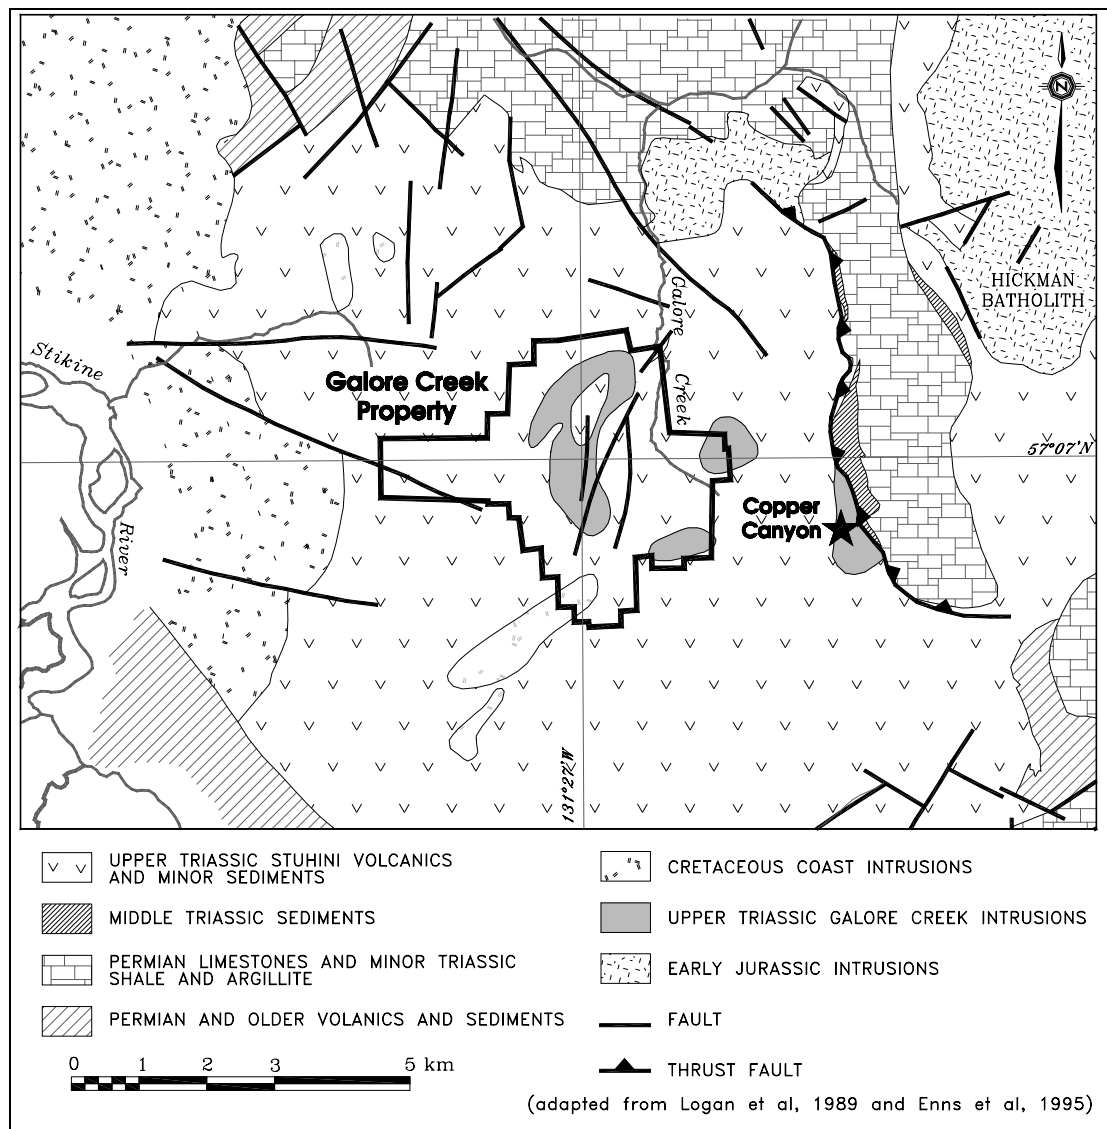 N
HICKMAN
BATHOLITH
Galore
Creek
Stikine
River
Galore Creek
Property
57°07'N
Copper
Canyon
131°27'W
UPPER TRIASSIC STUHINI VOLCANICS
AND MINOR SEDIMENTS
MIDDLE TRIASSIC SEDIMENTS
PERMIAN LIMESTONES AND MINOR TRIASSIC
SHALE AND ARGILLITE
PERMIAN AND OLDER VOLANICS AND SEDIMENTS
0 1 2 3 5 km
CRETACEOUS COAST INTRUSIONS
UPPER TRIASSIC GALORE CREEK INTRUSIONS
EARLY JURASSIC INTRUSIONS
FAULT
THRUST FAULT
(adapted from Logan et al, 1989 and Enns et al, 1995)